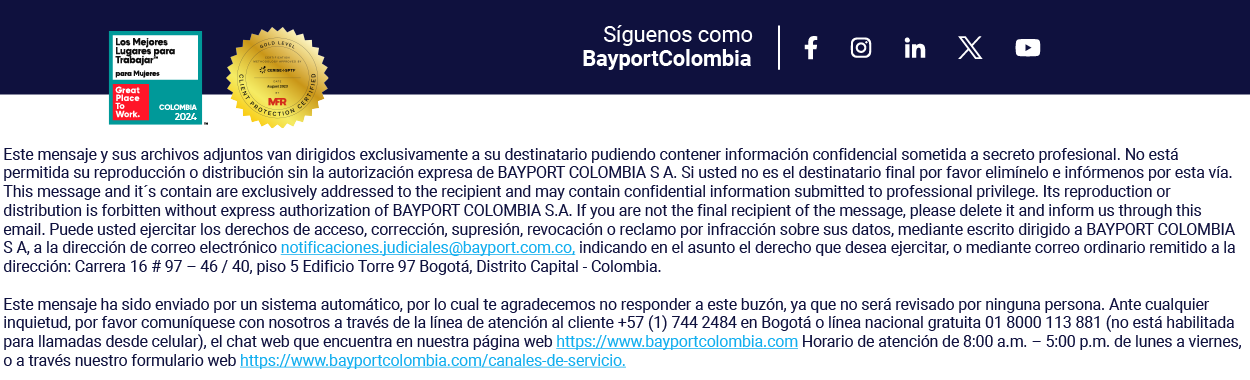 Síguenos como
BayportColombia
Los Mejores
Lugares para
Trabajar™
para Mujeres
Great
Place
To
Work.
COLOMBIA
2024
™
GOLD LEVEL
CERISE+SPTF
August 2023
BY
MFR
CLIENT PROTECTION CERTIFIED
Este mensaje y sus archivos adjuntos van dirigidos exclusivamente a su destinatario pudiendo contener información confidencial sometida a secreto profesional. No está
permitida su reproducción o distribución sin la autorización expresa de BAYPORT COLOMBIA S A. Si usted no es el destinatario final por favor elimínelo e infórmenos por esta vía.
This message and it´s contain are exclusively addressed to the recipient and may contain confidential information submitted to professional privilege. Its reproduction or
distribution is forbitten without express authorization of BAYPORT COLOMBIA S.A. If you are not the final recipient of the message, please delete it and inform us through this
email. Puede usted ejercitar los derechos de acceso, corrección, supresión, revocación o reclamo por infracción sobre sus datos, mediante escrito dirigido a BAYPORT COLOMBIA
S A, a la dirección de correo electrónico notificaciones.judiciales@bayport.com.co, indicando en el asunto el derecho que desea ejercitar, o mediante correo ordinario remitido a la
dirección: Carrera 16 # 97 – 46 / 40, piso 5 Edificio Torre 97 Bogotá, Distrito Capital - Colombia.
Este mensaje ha sido enviado por un sistema automático, por lo cual te agradecemos no responder a este buzón, ya que no será revisado por ninguna persona. Ante cualquier
inquietud, por favor comuníquese con nosotros a través de la línea de atención al cliente +57 (1) 744 2484 en Bogotá o línea nacional gratuita 01 8000 113 881 (no está habilitada
para llamadas desde celular), el chat web que encuentra en nuestra página web https://www.bayportcolombia.com Horario de atención de 8:00 a.m. – 5:00 p.m. de lunes a viernes,
o a través nuestro formulario web https://www.bayportcolombia.com/canales-de-servicio.